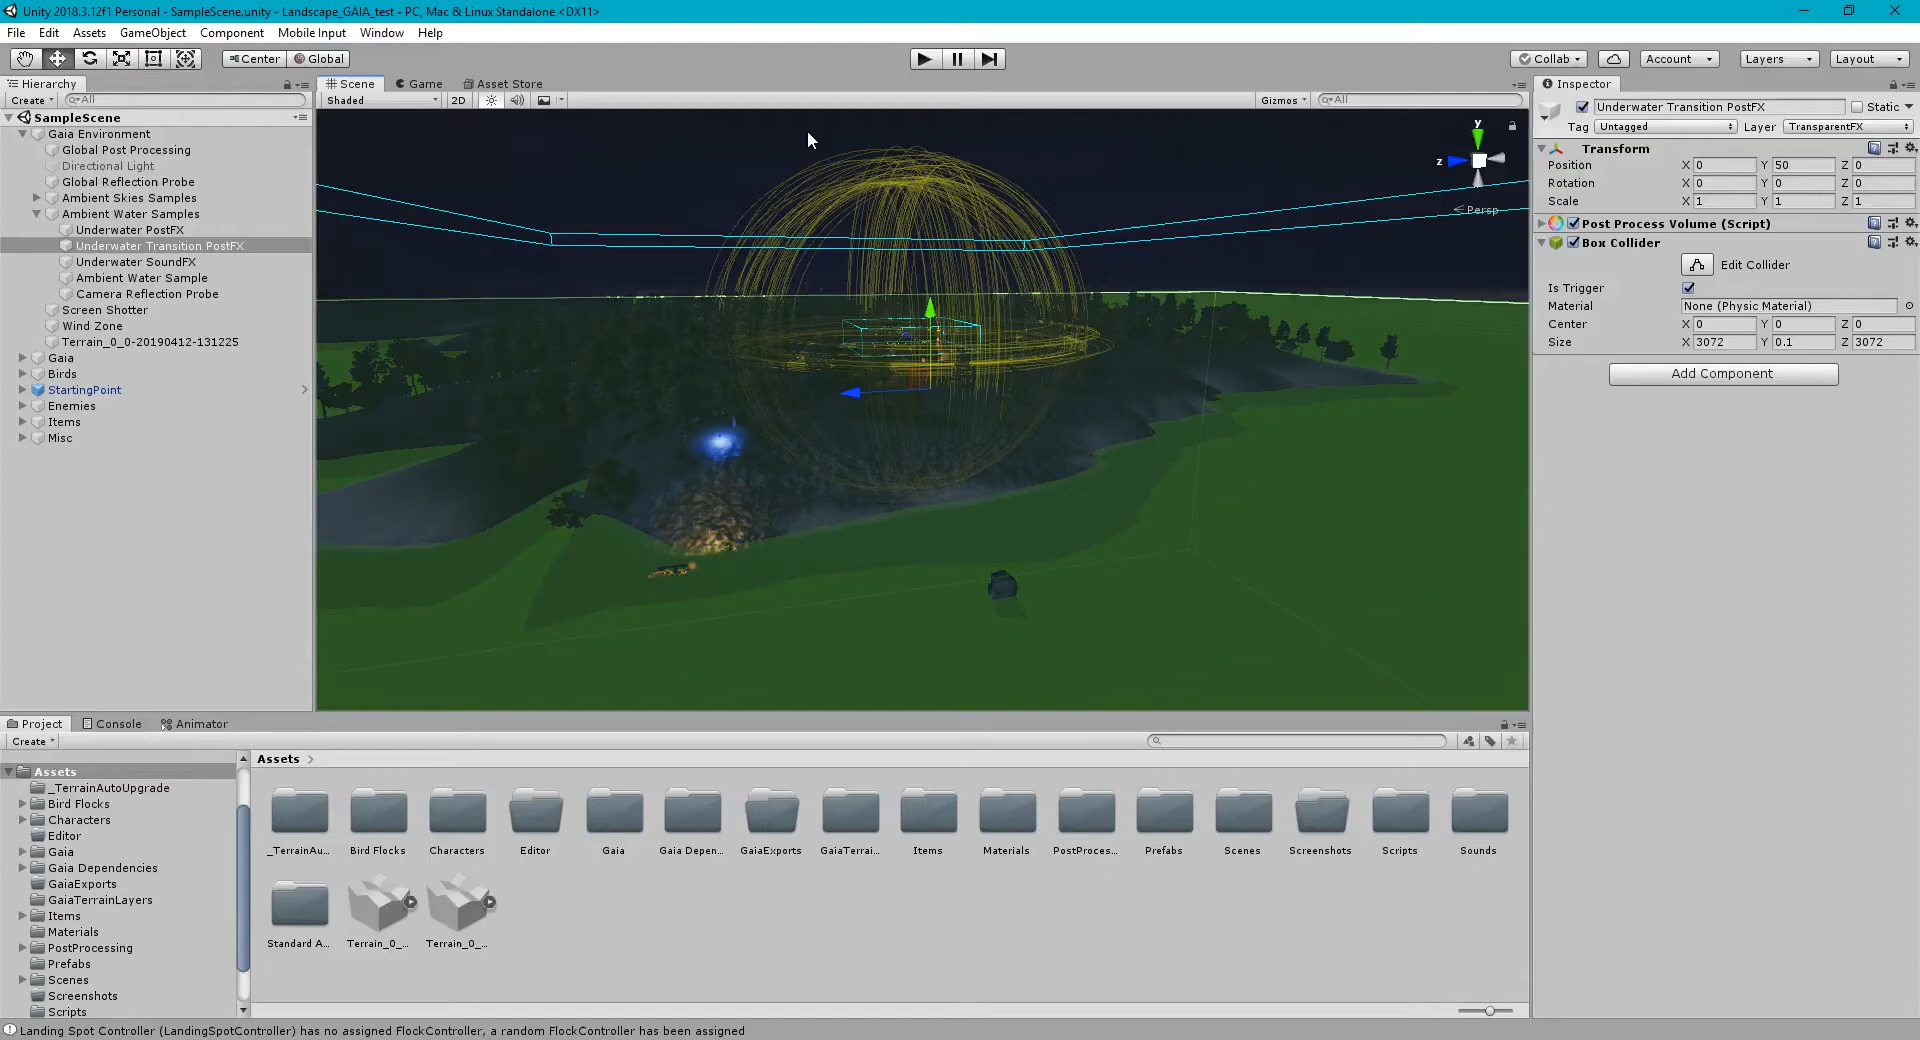 Unity 2018.3.12f1 Personal - SampleScene.unity - Landscape_GAIA_test - PC, Mac & Linux Standalone <DX11>
File Edit Assets GameObject Component Mobile Input Window Help
Center Global Collab Account Layers Layout
Hierarchy
Create All
SampleScene
Gaia Environment
Global Post Processing
Directional Light
Global Reflection Probe
Ambient Skies Samples
Ambient Water Samples
Underwater PostFX
Underwater Transition PostFX
Underwater SoundFX
Ambient Water Sample
Camera Reflection Probe
Screen Shotter
Wind Zone
Terrain_0_0-20190412-131225
Gaia
Birds
StartingPoint
Enemies
Items
Misc
Scene Game Asset Store
Shaded 2D Gizmos All
y
z
Persp
Inspector
Underwater Transition PostFX Static
Tag Untagged Layer TransparentFX
Transform
Position X 0 Y 50 Z 0
Rotation X 0 Y 0 Z 0
Scale X 1 Y 1 Z 1
Post Process Volume (Script)
Box Collider
Edit Collider
Is Trigger
Material None (Physic Material)
Center X 0 Y 0 Z 0
Size X 3072 Y 0.1 Z 3072
Add Component
Project Console Animator
Create
Assets
_TerrainAutoUpgrade
Bird Flocks
Characters
Editor
Gaia
Gaia Dependencies
GaiaExports
GaiaTerrainLayers
Items
Materials
PostProcessing
Prefabs
Scenes
Screenshots
Scripts
Assets
_TerrainAu... Bird Flocks Characters Editor Gaia Gaia Depen... GaiaExports GaiaTerrai... Items Materials PostProces... Prefabs Scenes Screenshots Scripts Sounds
Standard A... Terrain_0_... Terrain_0_...
Landing Spot Controller (LandingSpotController) has no assigned FlockController, a random FlockController has been assigned